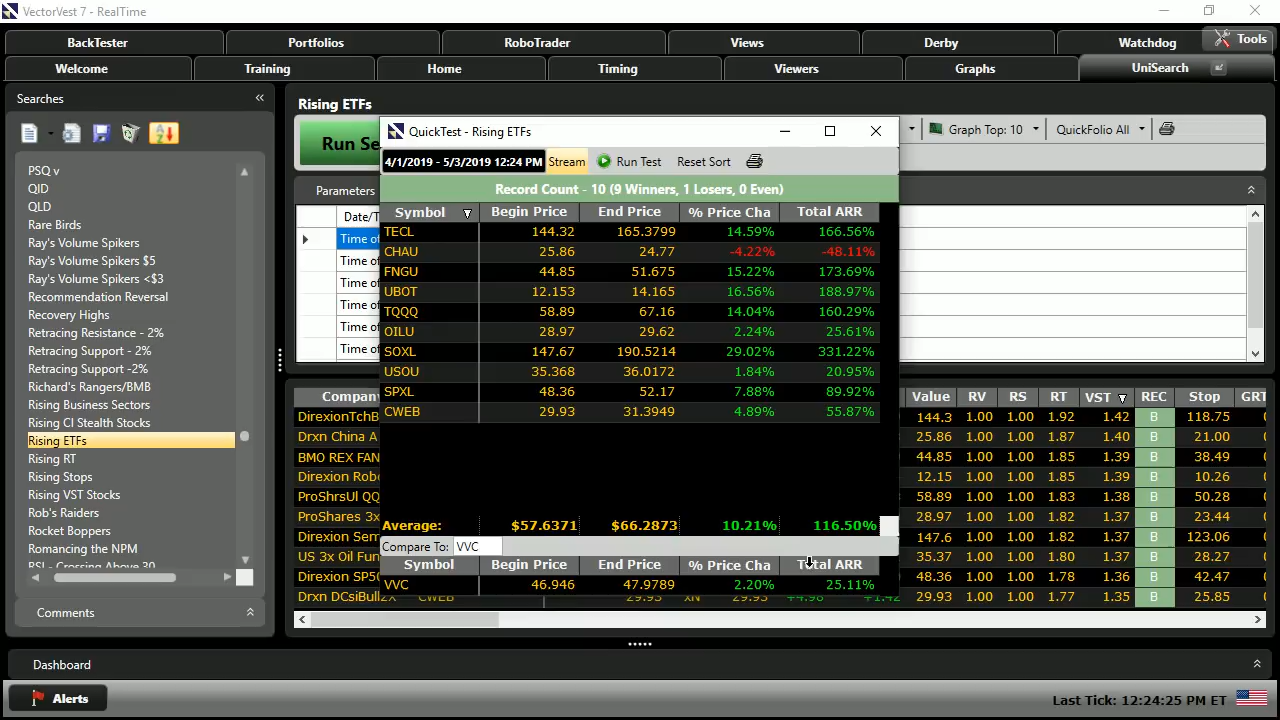 VectorVest 7 - RealTime
BackTester Portfolios RoboTrader Views Derby Watchdog Tools
Welcome Training Home Timing Viewers Graphs UniSearch
Searches
PSQ v
QID
QLD
Rare Birds
Ray's Volume Spikers
Ray's Volume Spikers $5
Ray's Volume Spikers <$3
Recommendation Reversal
Recovery Highs
Retracing Resistance - 2%
Retracing Support - 2%
Retracing Support -2%
Richard's Rangers/BMB
Rising Business Sectors
Rising CI Stealth Stocks
Rising ETFs
Rising RT
Rising Stops
Rising VST Stocks
Rob's Raiders
Rocket Boppers
Romancing the NPM
RSI - Crossing Above 30
Comments
Rising ETFs
Run Se
Graph Top: 10 QuickFolio All
Parameters
Date/T
Time of
Time of
Time of
Time of
Time of
Time of
QuickTest - Rising ETFs
4/1/2019 - 5/3/2019 12:24 PM Stream Run Test Reset Sort
Record Count - 10 (9 Winners, 1 Losers, 0 Even)
Symbol Begin Price End Price % Price Cha Total ARR
TECL 144.32 165.3799 14.59% 166.56%
CHAU 25.86 24.77 -4.22% -48.11%
FNGU 44.85 51.675 15.22% 173.69%
UBOT 12.153 14.165 16.56% 188.97%
TQQQ 58.89 67.16 14.04% 160.29%
OILU 28.97 29.62 2.24% 25.61%
SOXL 147.67 190.5214 29.02% 331.22%
USOU 35.368 36.0172 1.84% 20.95%
SPXL 48.36 52.17 7.88% 89.92%
CWEB 29.93 31.3949 4.89% 55.87%
Average: $57.6371 $66.2873 10.21% 116.50%
Compare To: VVC
Symbol Begin Price End Price % Price Cha Total ARR
VVC 46.946 47.9789 2.20% 25.11%
Compan Value RV RS RT VST REC Stop GRT
DirexionTchB 144.3 1.00 1.00 1.92 1.42 B 118.75
Drxn China A 25.86 1.00 1.00 1.87 1.40 B 21.00
BMO REX FAN 44.85 1.00 1.00 1.85 1.39 B 38.49
Direxion Robo 12.15 1.00 1.00 1.85 1.39 B 10.26
ProShrsUl QQ 58.89 1.00 1.00 1.83 1.38 B 50.28
ProShares 3x 28.97 1.00 1.00 1.82 1.37 B 23.44
Direxion Sem 147.6 1.00 1.00 1.82 1.37 B 123.06
US 3x Oil Fun 35.37 1.00 1.00 1.80 1.37 B 28.27
Direxion SP50 48.36 1.00 1.00 1.78 1.36 B 42.47
Drxn DCsiBull2X CWEB 29.93 XN 29.93 29.93 1.00 1.00 1.75 1.35 B 25.85
Dashboard
Alerts
Last Tick: 12:24:25 PM ET